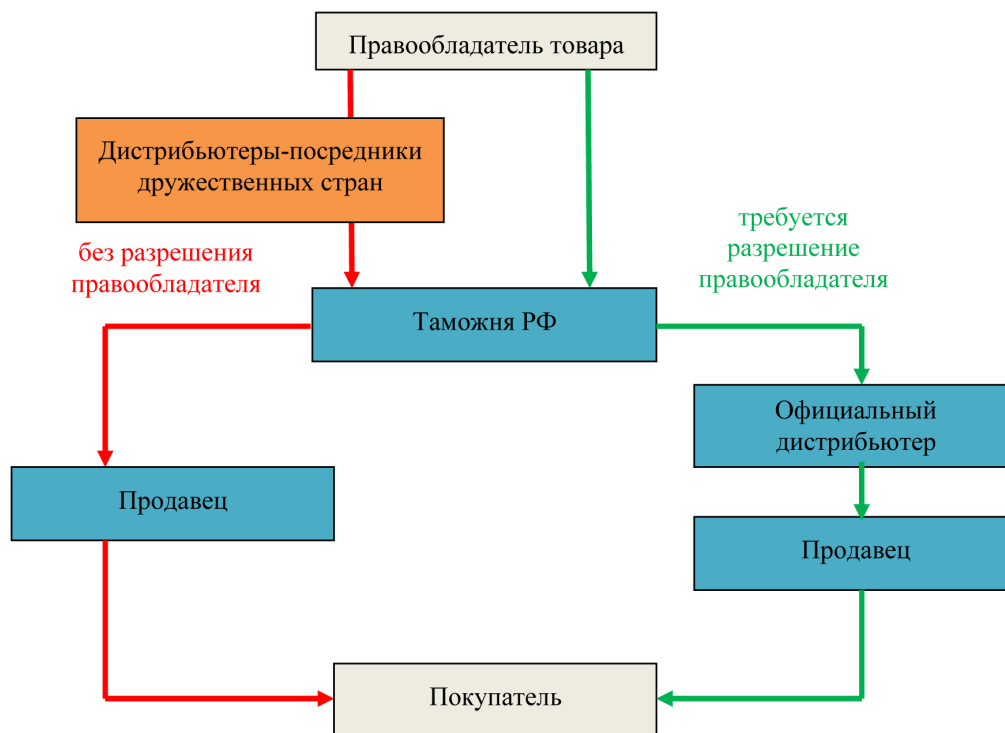 Правообладатель товара
Дистрибьютеры-посредники
дружественных стран
без разрешения
правообладателя
требуется
разрешение
правообладателя
Таможня РФ
Официальный
дистрибьютер
Продавец
Продавец
Покупатель